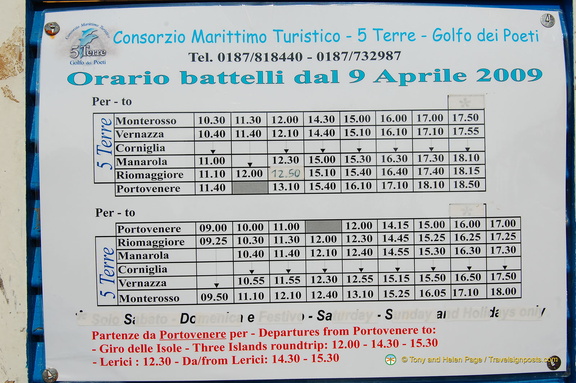 5 Terre
Golfo dei Poeti
Consorzio Marittimo Turistico - 5 Terre - Golfo dei Poeti
Tel. 0187/818440 - 0187/732987
Orario battelli dal 9 Aprile 2009
Per - to
5 Terre
Monterosso 10.30 11.30 12.00 14.30 15.00 16.00 17.00 17.50
Vernazza 10.40 11.40 12.10 14.40 15.10 16.10 17.10 17.55
Corniglia
Manarola 11.00 12.30 15.00 15.30 16.30 17.30 18.10
Riomaggiore 11.10 12.00 12.50 15.10 15.40 16.40 17.40 18.15
Portovenere 11.40 13.10 15.40 16.10 17.10 18.10 18.50
Per - to
5 Terre
Portovenere 09.00 10.00 11.00 12.00 14.15 15.00 16.00 17.00
Riomaggiore 09.25 10.30 11.30 12.00 12.30 14.45 15.25 16.25 17.25
Manarola 10.40 11.40 12.10 12.40 14.55 15.30 16.30 17.30
Corniglia
Vernazza 10.55 11.55 12.30 12.55 15.15 15.50 16.50 17.50
Monterosso 09.50 11.10 12.10 12.40 13.10 15.25 16.05 17.10 18.00
Partenze da Portovenere per - Departures from Portovenere to:
- Giro delle Isole - Three Islands roundtrip: 12.00 - 14.30 - 15.30
- Lerici : 12.30 - Da/from Lerici: 14.30 - 15.30
© Tony and Helen Page / Travelsignposts.com